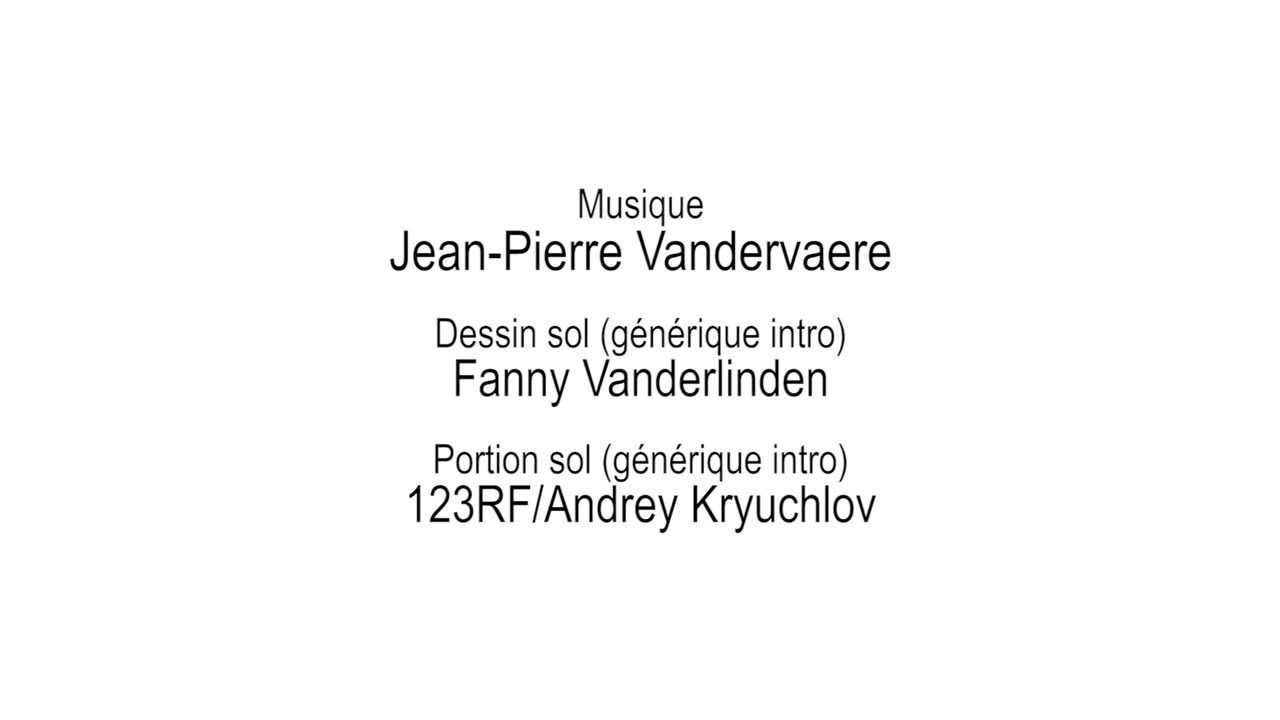 Musique
Jean-Pierre Vandervaere
Dessin sol (générique intro)
Fanny Vanderlinden
Portion sol (générique intro)
123RF/Andrey Kryuchlov